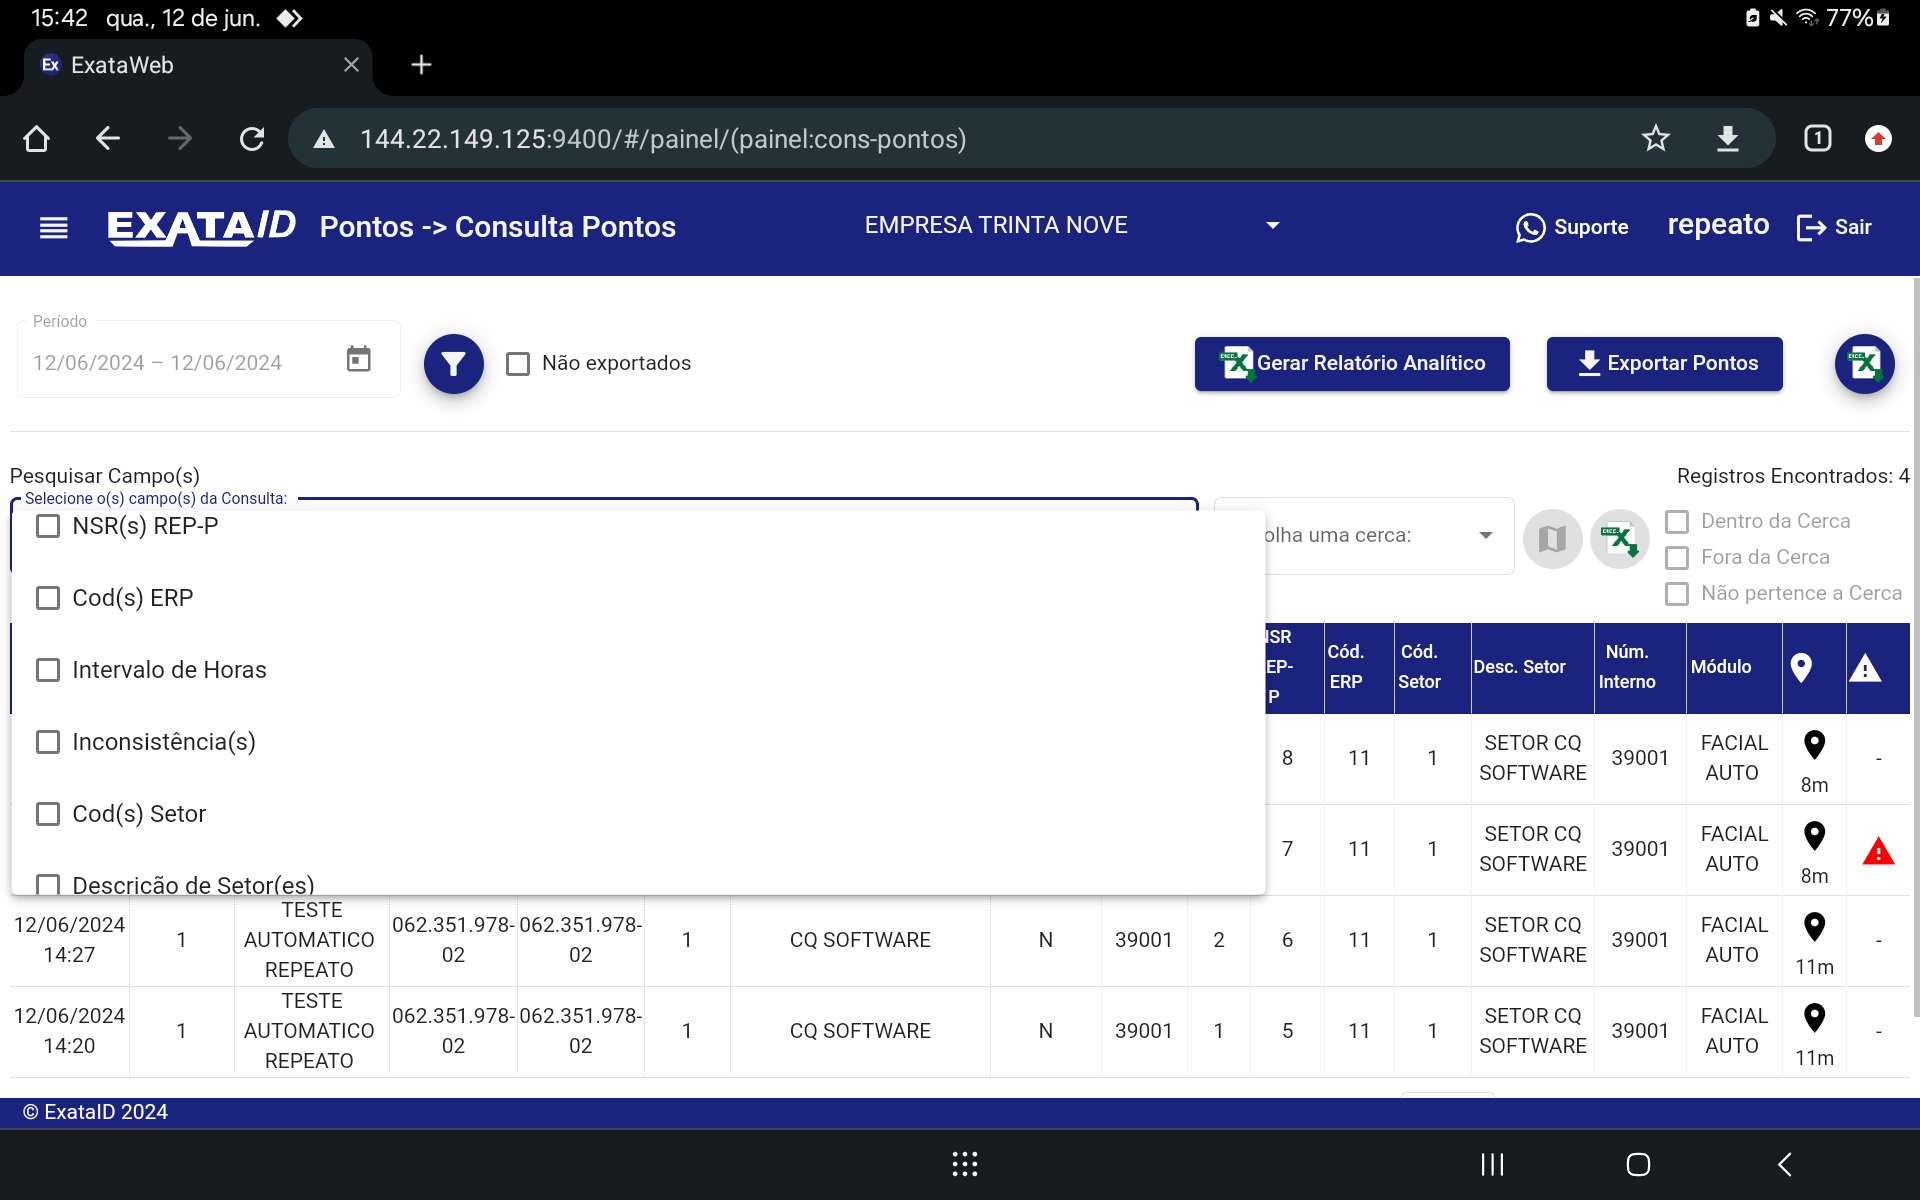 15:42 qua., 12 de jun. 77%
Ex ExataWeb
144.22.149.125:9400/#/painel/(painel:cons-pontos) 1
EXATAID Pontos -> Consulta Pontos EMPRESA TRINTA NOVE Suporte repeato Sair
Período
12/06/2024 – 12/06/2024 Não exportados Gerar Relatório Analítico Exportar Pontos
Pesquisar Campo(s) Registros Encontrados: 4
Selecione o(s) campo(s) da Consulta:
NSR(s) REP-P
Cod(s) ERP
Intervalo de Horas
Inconsistência(s)
Cod(s) Setor
Descrição de Setor(es)
olha uma cerca:
Dentro da Cerca
Fora da Cerca
Não pertence a Cerca
NSR Cód. Cód. Desc. Setor Núm. Módulo
EP- ERP Setor Interno
P
8 11 1 SETOR CQ 39001 FACIAL -
SOFTWARE AUTO 8m
7 11 1 SETOR CQ 39001 FACIAL
SOFTWARE AUTO 8m
12/06/2024 1 TESTE 062.351.978- 062.351.978- 1 CQ SOFTWARE N 39001 2 6 11 1 SETOR CQ 39001 FACIAL -
14:27 AUTOMATICO 02 02 SOFTWARE AUTO 11m
REPEATO
12/06/2024 1 TESTE 062.351.978- 062.351.978- 1 CQ SOFTWARE N 39001 1 5 11 1 SETOR CQ 39001 FACIAL -
14:20 AUTOMATICO 02 02 SOFTWARE AUTO 11m
REPEATO
© ExataID 2024